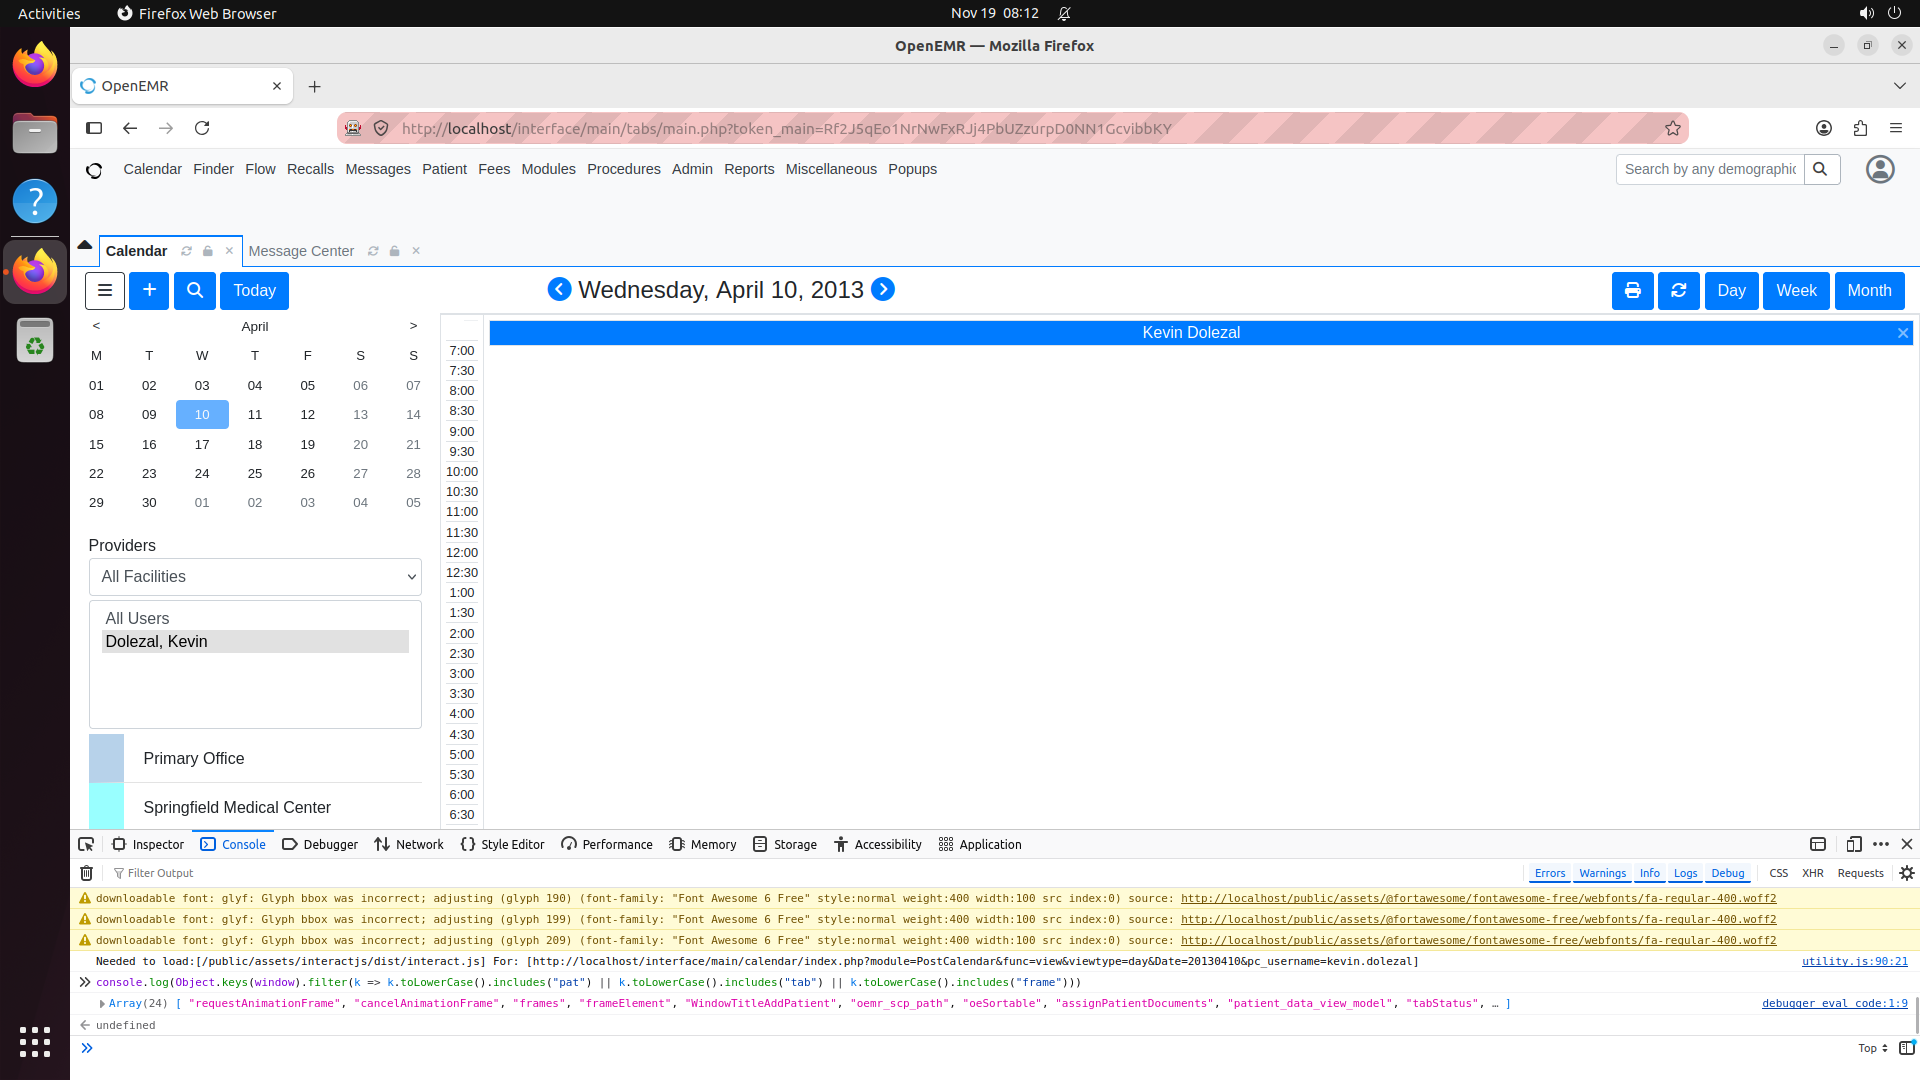 Activities
Firefox Web Browser
Nov 19 08:12
OpenEMR — Mozilla Firefox
OpenEMR
http://localhost/interface/main/tabs/main.php?token_main=Rf2J5qEo1NrNwFxRJj4PbUZzurpD0NN1GcvibbKY
Calendar Finder Flow Recalls Messages Patient Fees Modules Procedures Admin Reports Miscellaneous Popups
Search by any demographic
Calendar
Message Center
Today
Wednesday, April 10, 2013
Day
Week
Month
< April >
M T W T F S S
01 02 03 04 05 06 07
08 09 10 11 12 13 14
15 16 17 18 19 20 21
22 23 24 25 26 27 28
29 30 01 02 03 04 05
Providers
All Facilities
All Users
Dolezal, Kevin
Primary Office
Springfield Medical Center
Kevin Dolezal
7:00
7:30
8:00
8:30
9:00
9:30
10:00
10:30
11:00
11:30
12:00
12:30
1:00
1:30
2:00
2:30
3:00
3:30
4:00
4:30
5:00
5:30
6:00
6:30
Inspector Console Debugger Network Style Editor Performance Memory Storage Accessibility Application
Filter Output
Errors Warnings Info Logs Debug CSS XHR Requests
downloadable font: glyf: Glyph bbox was incorrect; adjusting (glyph 190) (font-family: "Font Awesome 6 Free" style:normal weight:400 width:100 src index:0) source: http://localhost/public/assets/@fortawesome/fontawesome-free/webfonts/fa-regular-400.woff2
downloadable font: glyf: Glyph bbox was incorrect; adjusting (glyph 199) (font-family: "Font Awesome 6 Free" style:normal weight:400 width:100 src index:0) source: http://localhost/public/assets/@fortawesome/fontawesome-free/webfonts/fa-regular-400.woff2
downloadable font: glyf: Glyph bbox was incorrect; adjusting (glyph 209) (font-family: "Font Awesome 6 Free" style:normal weight:400 width:100 src index:0) source: http://localhost/public/assets/@fortawesome/fontawesome-free/webfonts/fa-regular-400.woff2
Needed to load:[/public/assets/interactjs/dist/interact.js] For: [http://localhost/interface/main/calendar/index.php?module=PostCalendar&func=view&viewtype=day&Date=20130410&pc_username=kevin.dolezal] utility.js:90:21
console.log(Object.keys(window).filter(k => k.toLowerCase().includes("pat") || k.toLowerCase().includes("tab") || k.toLowerCase().includes("frame")))
Array(24) [ "requestAnimationFrame", "cancelAnimationFrame", "frames", "frameElement", "WindowTitleAddPatient", "oemr_scp_path", "oeSortable", "assignPatientDocuments", "patient_data_view_model", "tabStatus", … ] debugger eval code:1:9
undefined
Top